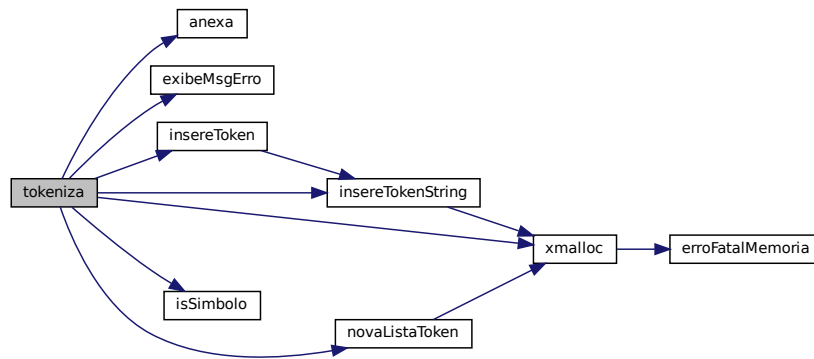 anexa
exibeMsgErro
insereToken
tokeniza
insereTokenString
xmalloc
erroFatalMemoria
isSimbolo
novaListaToken